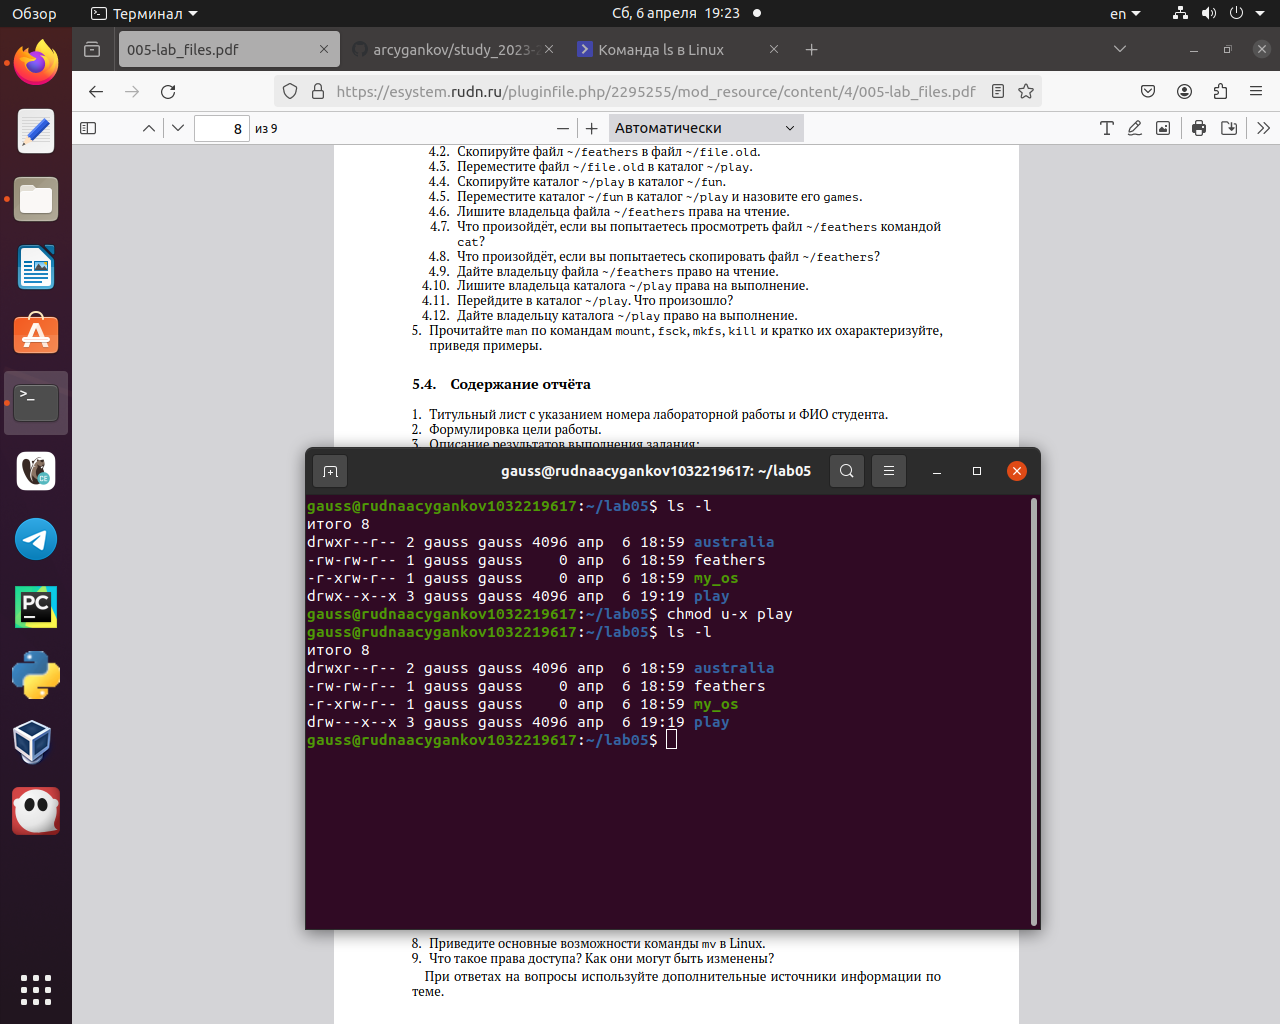 Обзор
Терминал
Сб, 6 апреля 19:23
en
005-lab_files.pdf
arcygankov/study_2023-2
Команда ls в Linux
https://esystem.rudn.ru/pluginfile.php/2295255/mod_resource/content/4/005-lab_files.pdf
8
из 9
Автоматически
4.2. Скопируйте файл ~/feathers в файл ~/file.old.
4.3. Переместите файл ~/file.old в каталог ~/play.
4.4. Скопируйте каталог ~/play в каталог ~/fun.
4.5. Переместите каталог ~/fun в каталог ~/play и назовите его games.
4.6. Лишите владельца файла ~/feathers права на чтение.
4.7. Что произойдёт, если вы попытаетесь просмотреть файл ~/feathers командой
cat?
4.8. Что произойдёт, если вы попытаетесь скопировать файл ~/feathers?
4.9. Дайте владельцу файла ~/feathers право на чтение.
4.10. Лишите владельца каталога ~/play права на выполнение.
4.11. Перейдите в каталог ~/play. Что произошло?
4.12. Дайте владельцу каталога ~/play право на выполнение.
5. Прочитайте man по командам mount, fsck, mkfs, kill и кратко их охарактеризуйте,
приведя примеры.
5.4. Содержание отчёта
1. Титульный лист с указанием номера лабораторной работы и ФИО студента.
2. Формулировка цели работы.
3. Описание результатов выполнения задания:
gauss@rudnaacygankov1032219617: ~/lab05
gauss@rudnaacygankov1032219617:~/lab05$ ls -l
итого 8
drwxr--r-- 2 gauss gauss 4096 апр  6 18:59 australia
-rw-rw-r-- 1 gauss gauss    0 апр  6 18:59 feathers
-r-xrw-r-- 1 gauss gauss    0 апр  6 18:59 my_os
drwx--x--x 3 gauss gauss 4096 апр  6 19:19 play
gauss@rudnaacygankov1032219617:~/lab05$ chmod u-x play
gauss@rudnaacygankov1032219617:~/lab05$ ls -l
итого 8
drwxr--r-- 2 gauss gauss 4096 апр  6 18:59 australia
-rw-rw-r-- 1 gauss gauss    0 апр  6 18:59 feathers
-r-xrw-r-- 1 gauss gauss    0 апр  6 18:59 my_os
drw---x--x 3 gauss gauss 4096 апр  6 19:19 play
gauss@rudnaacygankov1032219617:~/lab05$
8. Приведите основные возможности команды mv в Linux.
9. Что такое права доступа? Как они могут быть изменены?
При ответах на вопросы используйте дополнительные источники информации по
теме.